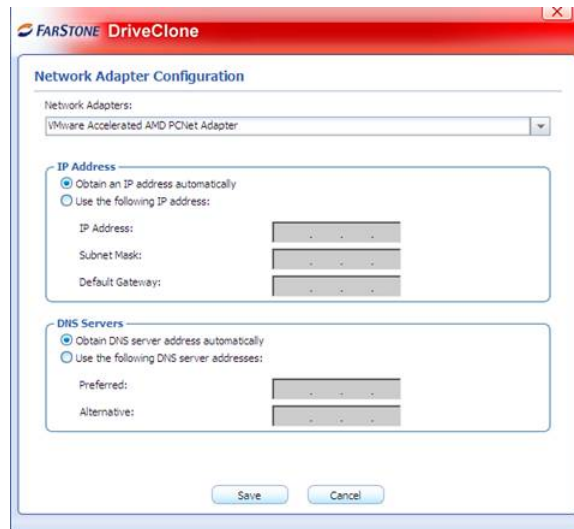 FARSTONE DriveClone
Network Adapter Configuration
Network Adapters:
VMware Accelerated AMD PCNet Adapter
IP Address
Obtain an IP address automatically
Use the following IP address:
IP Address:
Subnet Mask:
Default Gateway:
DNS Servers
Obtain DNS server address automatically
Use the following DNS server addresses:
Preferred:
Alternative:
Save Cancel